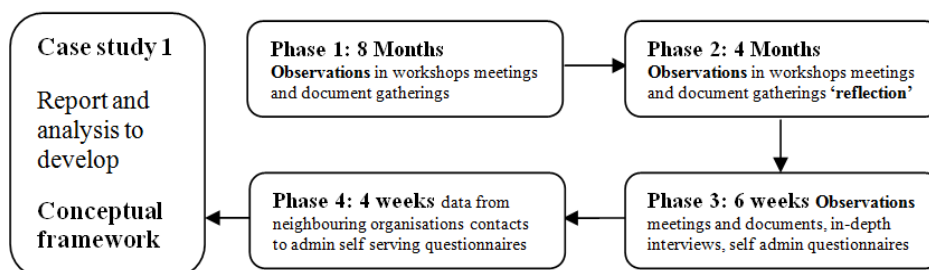 Case study 1
Report and
analysis to
develop
Conceptual
framework
Phase 1: 8 Months
Observations in workshops meetings
and document gatherings
Phase 2: 4 Months
Observations in workshops meetings
and document gatherings ‘reflection’
Phase 3: 6 weeks Observations
meetings and documents, in-depth
interviews, self admin questionnaires
Phase 4: 4 weeks data from
neighbouring organisations contacts
to admin self serving questionnaires